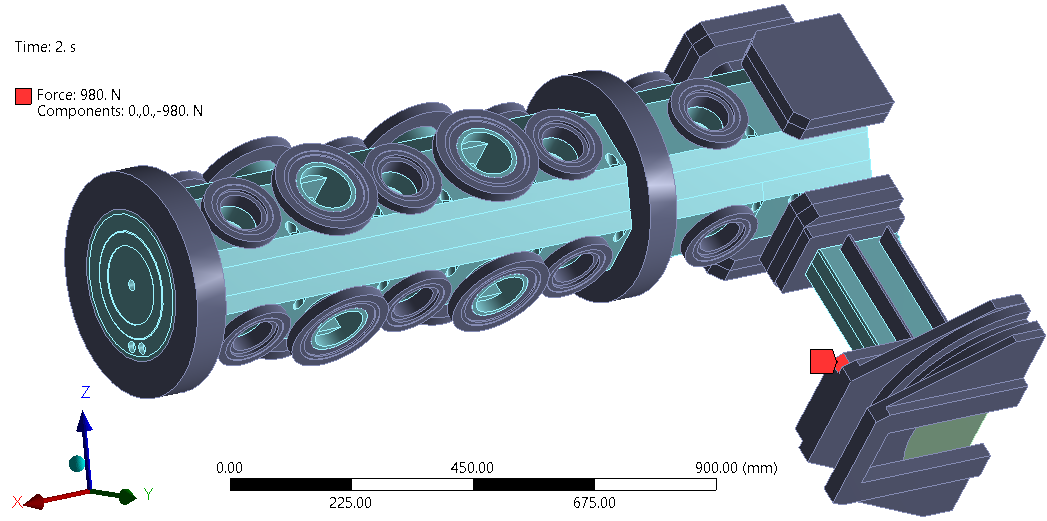 Time: 2. s
Force: 980. N
Components: 0.,0.,-980. N
Z
X
Y
0.00
450.00
900.00 (mm)
225.00
675.00